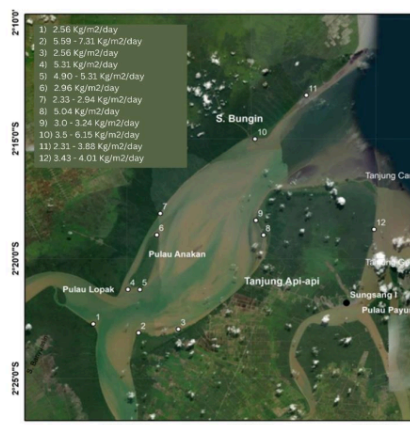 2°10'
1) 2.56 Kg/m2/day
2) 5.59 - 7.31 Kg/m2/day
3) 2.56 Kg/m2/day
4) 5.31 Kg/m2/day
5) 4.90 - 5.31 Kg/m2/day
6) 2.96 Kg/m2/day
7) 2.33 - 2.94 Kg/m2/day
8) 5.04 Kg/m2/day
9) 3.0 - 3.24 Kg/m2/day
10) 3.5 - 6.15 Kg/m2/day
11) 2.31 - 3.88 Kg/m2/day
12) 3.43 - 4.01 Kg/m2/day
11
S. Bungin
10
2°15'0"S
Tanjung
7
9
12
6
8
Pulau Anakan
2°20'0"S
Tanjung Api-api
Pulau Lopak
4
5
Sungsang I
Pulau
1
2
3
2°25'0"S